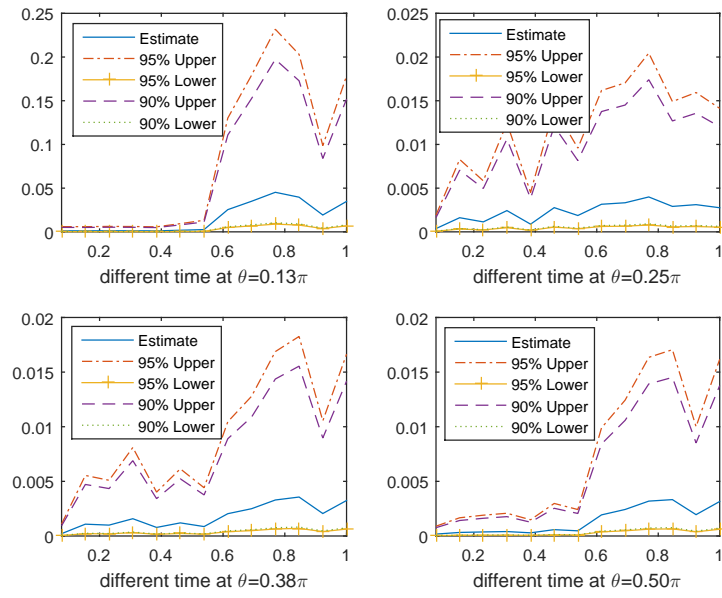 0.25
0.2
0.15
0.1
0.05
0
Estimate
95% Upper
95% Lower
90% Upper
90% Lower
0.2 0.4 0.6 0.8 1
different time at θ=0.13π
0.025
0.02
0.015
0.01
0.005
0
Estimate
95% Upper
95% Lower
90% Upper
90% Lower
0.2 0.4 0.6 0.8 1
different time at θ=0.25π
0.02
0.015
0.01
0.005
0
Estimate
95% Upper
95% Lower
90% Upper
90% Lower
0.2 0.4 0.6 0.8 1
different time at θ=0.38π
0.02
0.015
0.01
0.005
0
Estimate
95% Upper
95% Lower
90% Upper
90% Lower
0.2 0.4 0.6 0.8 1
different time at θ=0.50π